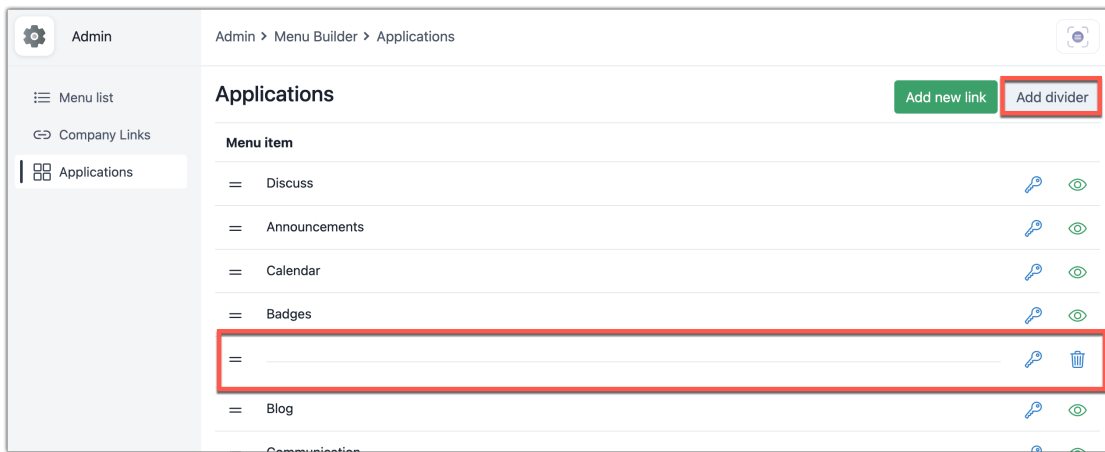 Admin
Admin > Menu Builder > Applications
Menu list
Company Links
Applications
Applications
Add new link
Add divider
Menu item
Discuss
Announcements
Calendar
Badges
Blog
Communication